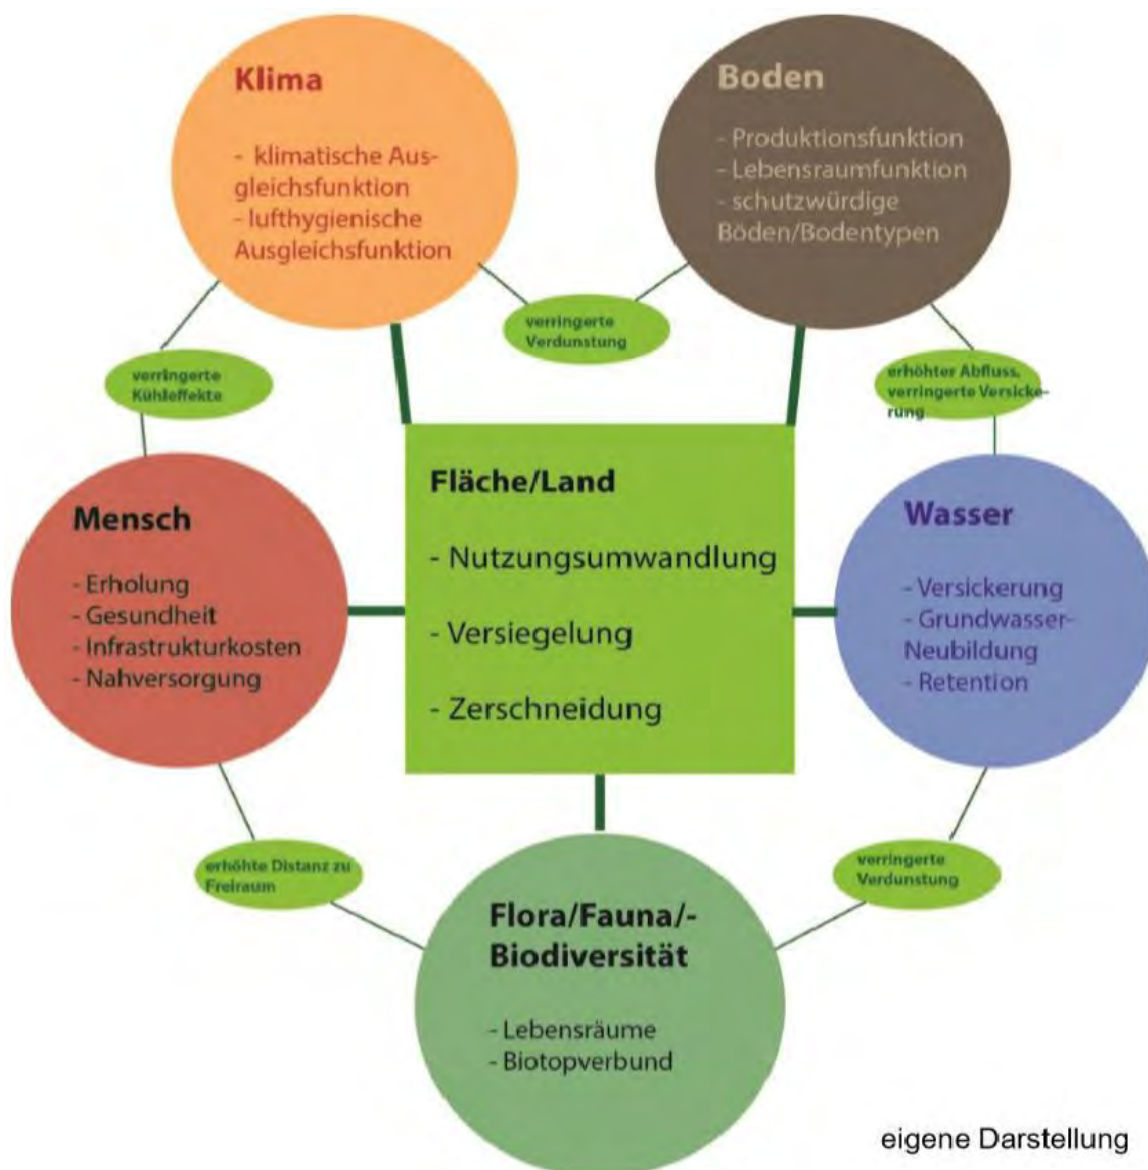 Klima
- klimatische Aus-
gleichsfunktion
- lufthygienische
Ausgleichsfunktion
Boden
- Produktionsfunktion
- Lebensraumfunktion
- schutzwürdige
Böden/Bodentypen
verringerte
Verdunstung
verringerte
Kühleffekte
erhöhter Abfluss,
verringerte Versicke-
rung
Mensch
- Erholung
- Gesundheit
- Infrastrukturkosten
- Nahversorgung
Fläche/Land
- Nutzungsumwandlung
- Versiegelung
- Zerschneidung
Wasser
- Versickerung
- Grundwasser-
Neubildung
- Retention
erhöhte Distanz zu
Freiraum
verringerte
Verdunstung
Flora/Fauna/-
Biodiversität
- Lebensräume
- Biotopverbund
eigene Darstellung